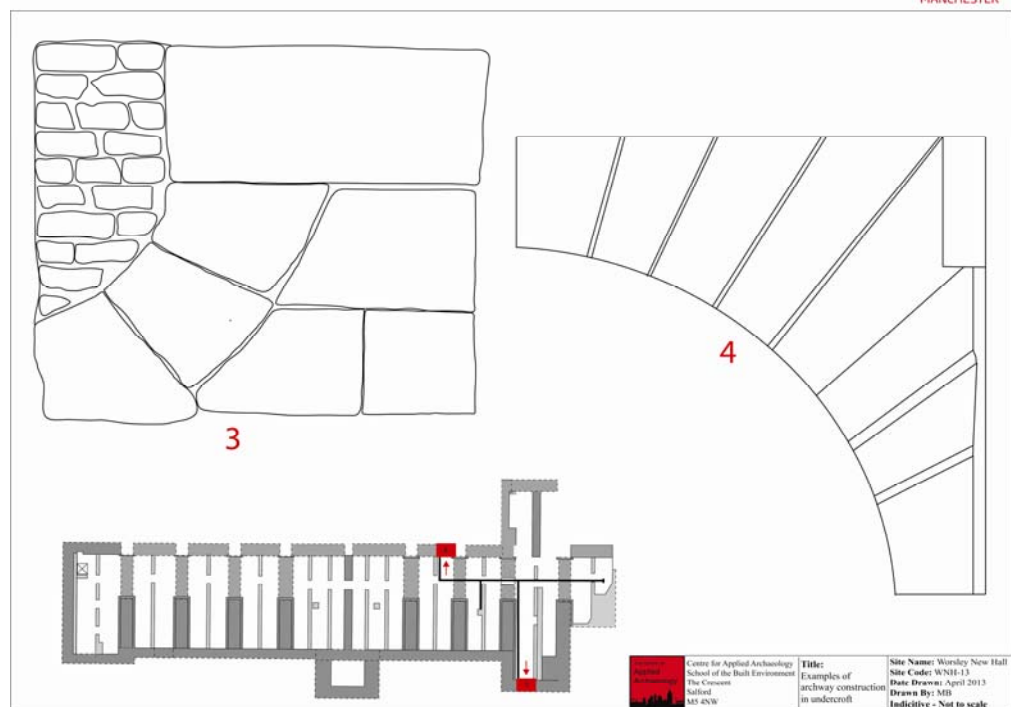 MANCHESTER
3
4
Applied
Archaeology
Centre for Applied Archaeology
School of the Built Environment
The Crescent
Salford
M5 4NW
Title:
Examples of
archway construction
in undercroft
Site Name: Worsley New Hall
Site Code: WNH-13
Date Drawn: April 2013
Drawn By: MB
Indicitive - Not to scale